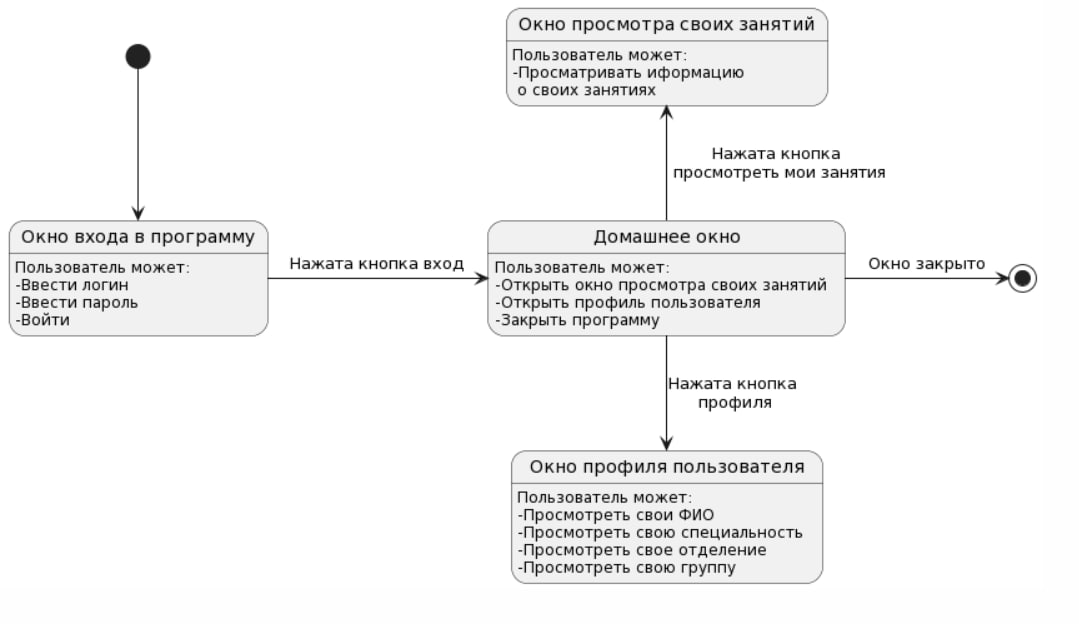 Окно просмотра своих занятий
Пользователь может:
-Просматривать иформацию
о своих занятиях
Нажата кнопка
просмотреть мои занятия
Окно входа в программу
Пользователь может:
-Ввести логин
-Ввести пароль
-Войти
Нажата кнопка вход
Домашнее окно
Пользователь может:
-Открыть окно просмотра своих занятий
-Открыть профиль пользователя
-Закрыть программу
Окно закрыто
Нажата кнопка
профиля
Окно профиля пользователя
Пользователь может:
-Просмотреть свои ФИО
-Просмотреть свою специальность
-Просмотреть свое отделение
-Просмотреть свою группу